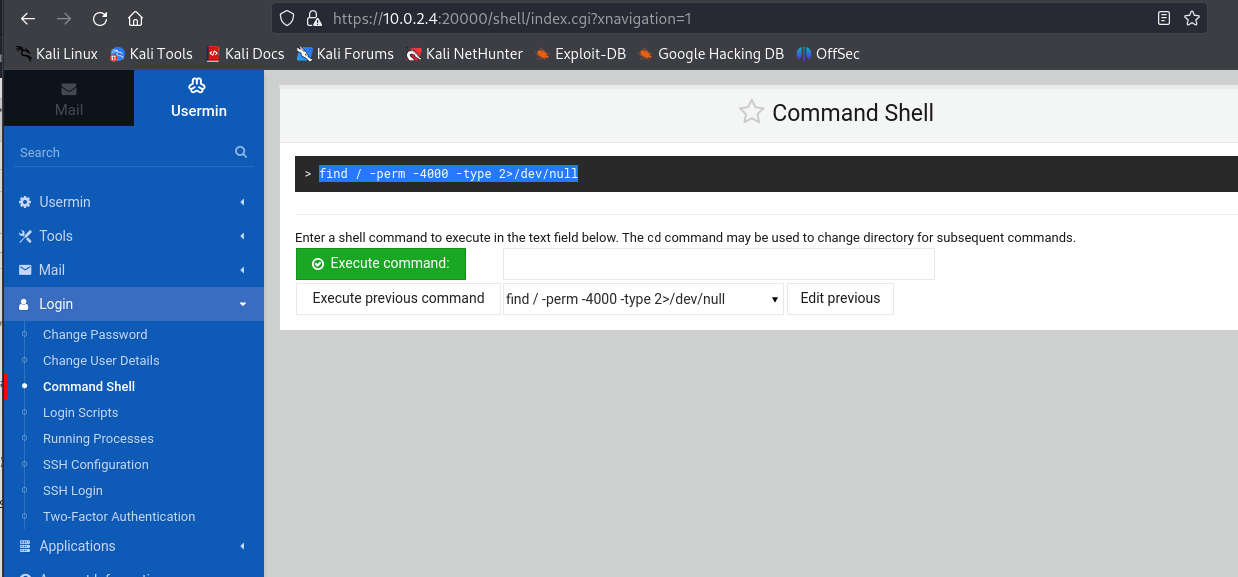 https://10.0.2.4:20000/shell/index.cgi?xnavigation=1
Kali Linux Kali Tools Kali Docs Kali Forums Kali NetHunter Exploit-DB Google Hacking DB OffSec
Mail
Usermin
Search
Usermin
Tools
Mail
Login
Change Password
Change User Details
Command Shell
Login Scripts
Running Processes
SSH Configuration
SSH Login
Two-Factor Authentication
Applications
Command Shell
> find / -perm -4000 -type 2>/dev/null
Enter a shell command to execute in the text field below. The cd command may be used to change directory for subsequent commands.
Execute command:
Execute previous command find / -perm -4000 -type 2>/dev/null Edit previous